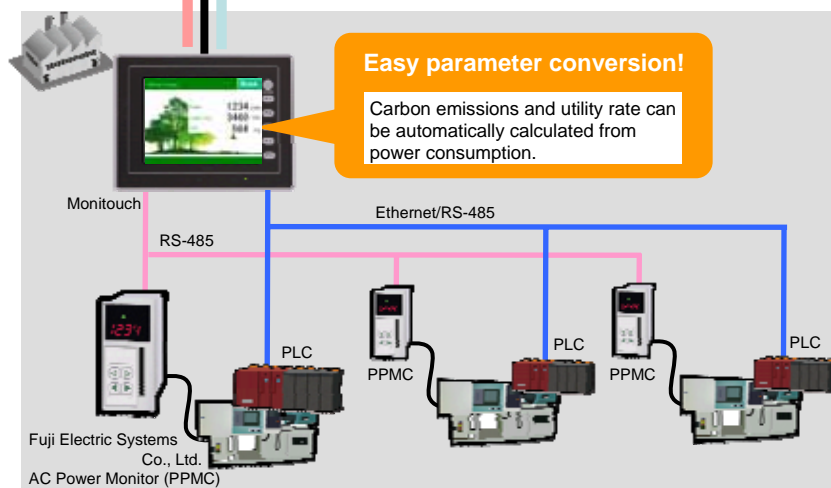 Easy parameter conversion!
Carbon emissions and utility rate can
be automatically calculated from
power consumption.
1234
3460
568
Monitouch
Ethernet/RS-485
RS-485
1234
PLC
PPMC
PLC
PPMC
PLC
Fuji Electric Systems
Co., Ltd.
AC Power Monitor (PPMC)